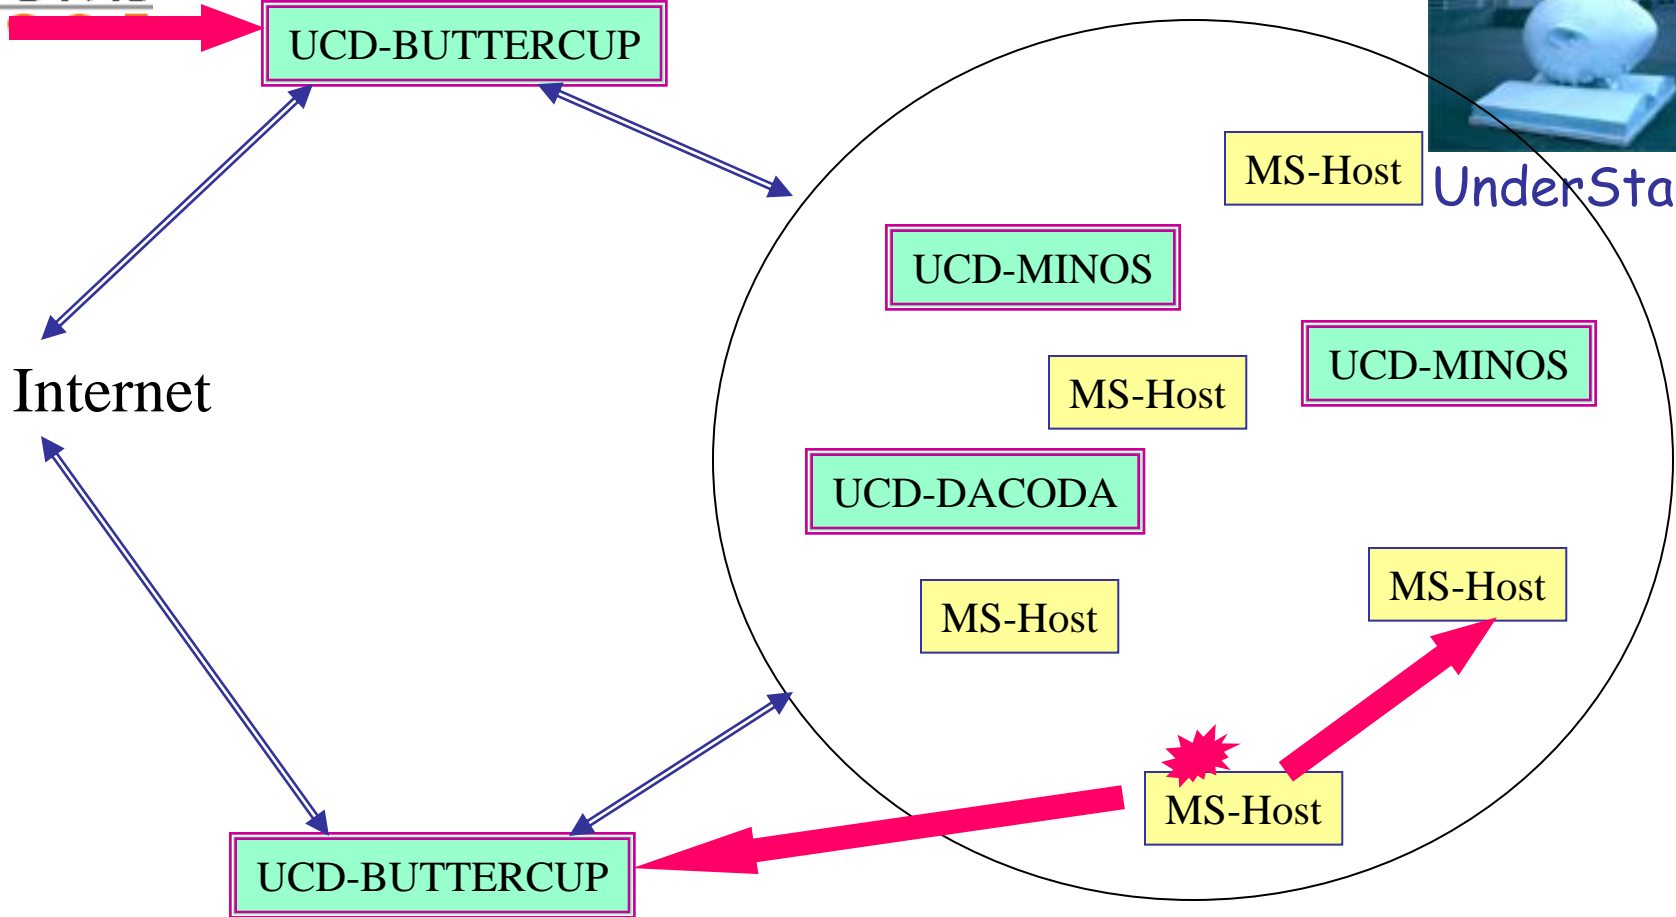 UCD-BUTTERCUP
MS-Host
UnderSta
UCD-MINOS
UCD-MINOS
Internet
MS-Host
UCD-DACODA
MS-Host
MS-Host
MS-Host
UCD-BUTTERCUP